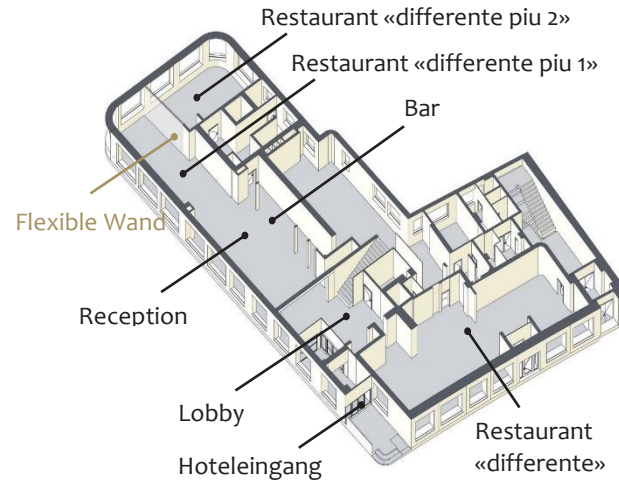 Restaurant «differente piu 2»
Restaurant «differente piu 1»
Bar
Flexible Wand
Reception
Lobby
Hoteleingang
Restaurant
«differente»